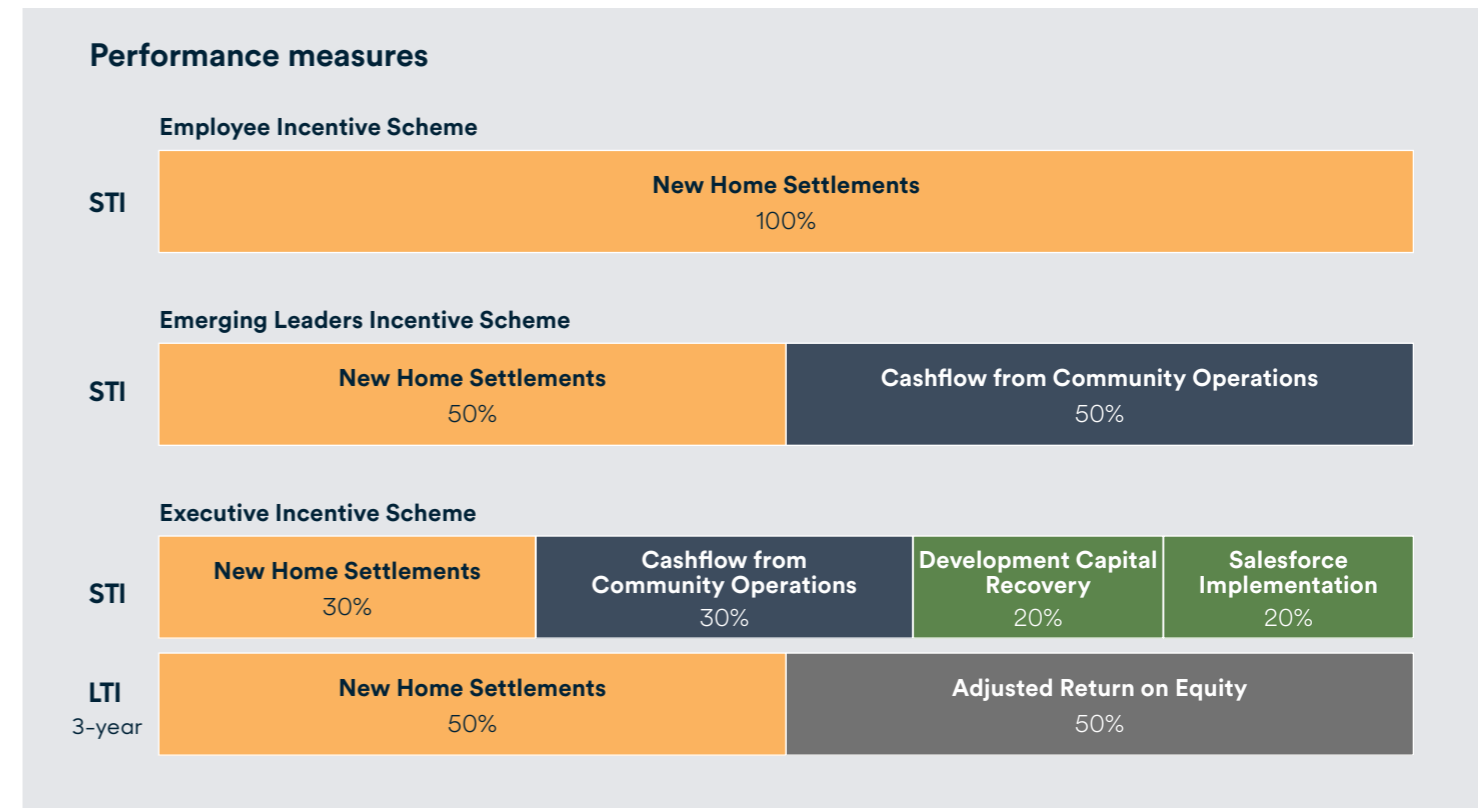 Performance measures
Employee Incentive Scheme
STI
New Home Settlements
100%
Emerging Leaders Incentive Scheme
STI
New Home Settlements
50%
Cashflow from Community Operations
50%
Executive Incentive Scheme
STI
New Home Settlements
30%
Cashflow from
Community Operations
30%
Development Capital
Recovery
20%
Salesforce
Implementation
20%
LTI
3-year
New Home Settlements
50%
Adjusted Return on Equity
50%